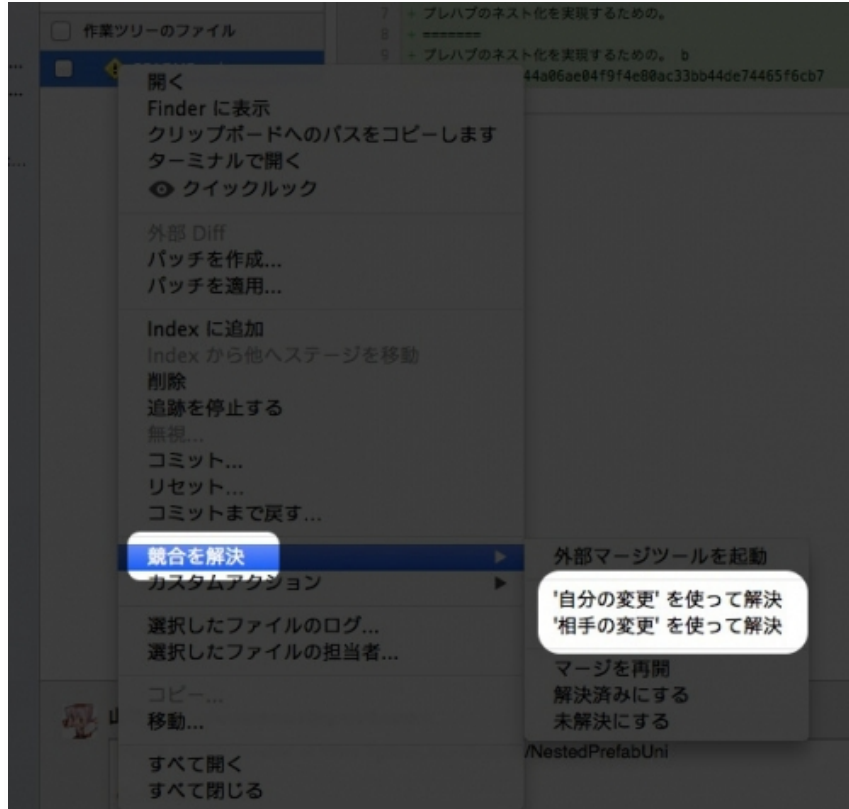 作業ツリーのファイル
7 + プレハブのネスト化を実現するための。
8 + =======
9 + プレハブのネスト化を実現するための。 b
44a06ae04f9f4e80ac33bb44de74465f6cb7
開く
Finder に表示
クリップボードへのパスをコピーします
ターミナルで開く
クイックルック
外部 Diff
パッチを作成...
パッチを適用...
Index に追加
Index から他へステージを移動
削除
追跡を停止する
無視...
コミット...
リセット...
コミットまで戻す...
競合を解決
カスタムアクション
選択したファイルのログ...
選択したファイルの担当者...
コピー...
移動...
すべて開く
すべて閉じる
外部マージツールを起動
'自分の変更' を使って解決
'相手の変更' を使って解決
マージを再開
解決済みにする
未解決にする
/NestedPrefabUni